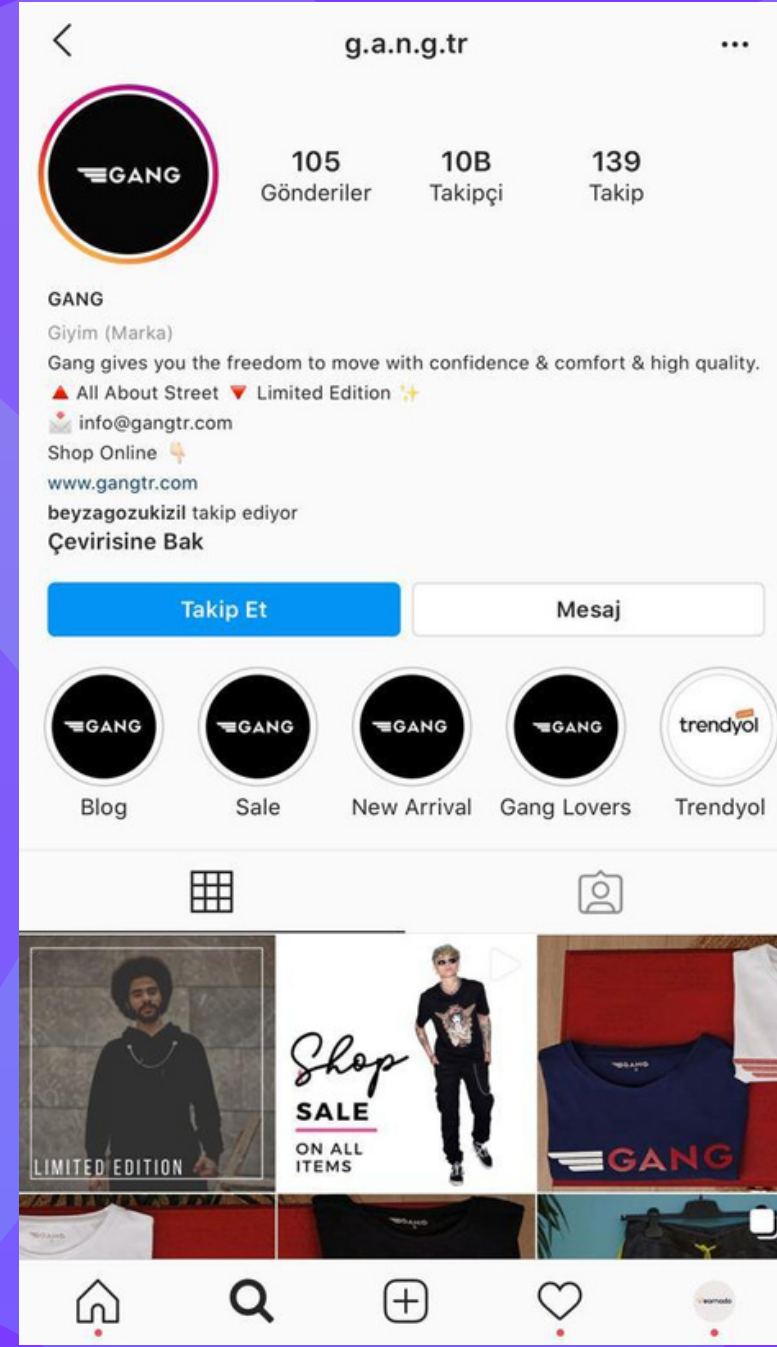 g.a.n.g.tr
GANG
105 10B 139
Gönderiler Takipçi Takip
GANG
Giyim (Marka)
Gang gives you the freedom to move with confidence & comfort & high quality.
🔺 All About Street 🔻 Limited Edition ✨
📩 info@gangtr.com
Shop Online 👇🏻
www.gangtr.com
beyzagozukizil takip ediyor
Çevirisine Bak
Takip Et Mesaj
GANG GANG GANG GANG trendyol
Blog Sale New Arrival Gang Lovers Trendyol
LIMITED EDITION
Shop
SALE
ON ALL
ITEMS
GANG
GANG
GANG
GANG